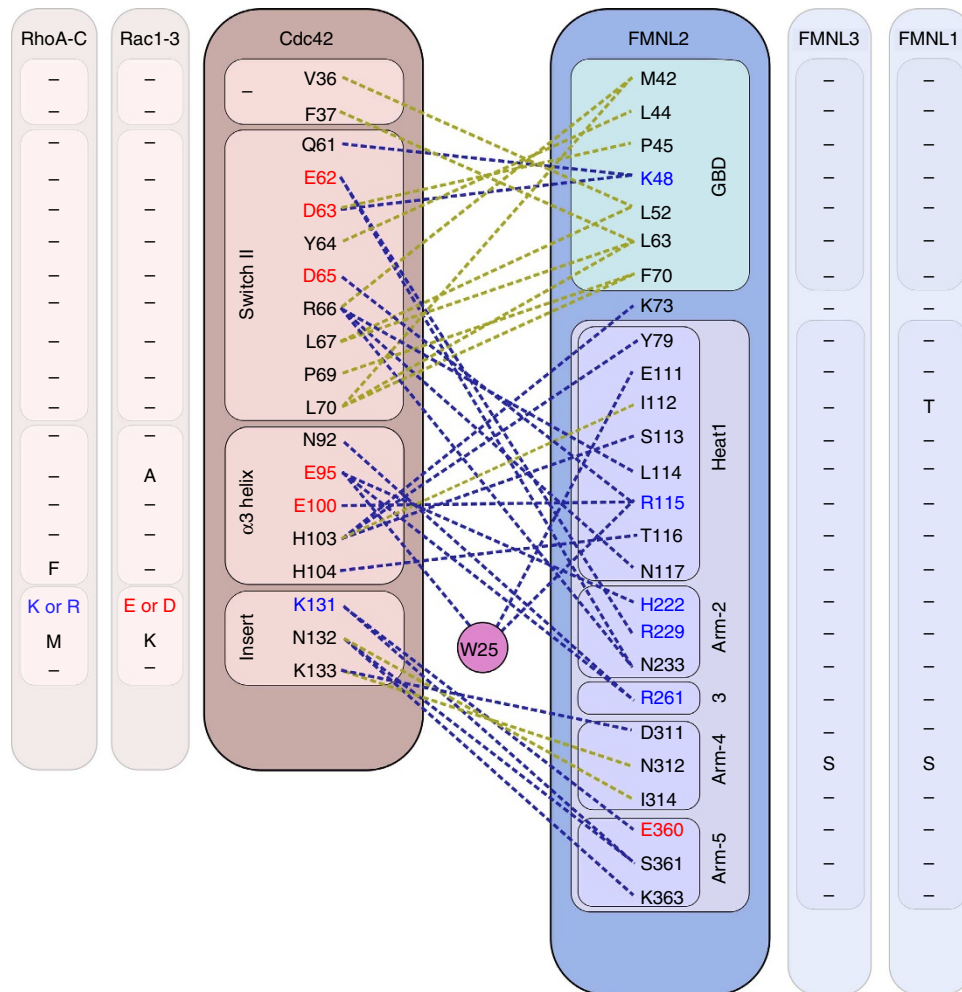 RhoA-C Rac1-3 Cdc42 FMNL2 FMNL3 FMNL1
– – V36 M42 – –
– – – F37 L44 – –
– – Q61 P45 – –
– – E62 K48 GBD – –
– – D63 L52 – –
– – Y64 L63 – –
– – Switch II D65 F70 – –
– – R66 K73 – –
– – L67 Y79 – –
– – P69 E111 – –
– – L70 I112 – T
– – N92 S113 Heat1 – –
– A E95 L114 – –
– – α3 helix E100 R115 – –
– – H103 T116 – –
F – H104 N117 – –
K or R E or D K131 H222 – –
M K Insert N132 W25 R229 Arm-2 – –
– – K133 N233 – –
R261 3 – –
D311 – –
N312 Arm-4 S S
I314 – –
E360 – –
S361 Arm-5 – –
K363 – –